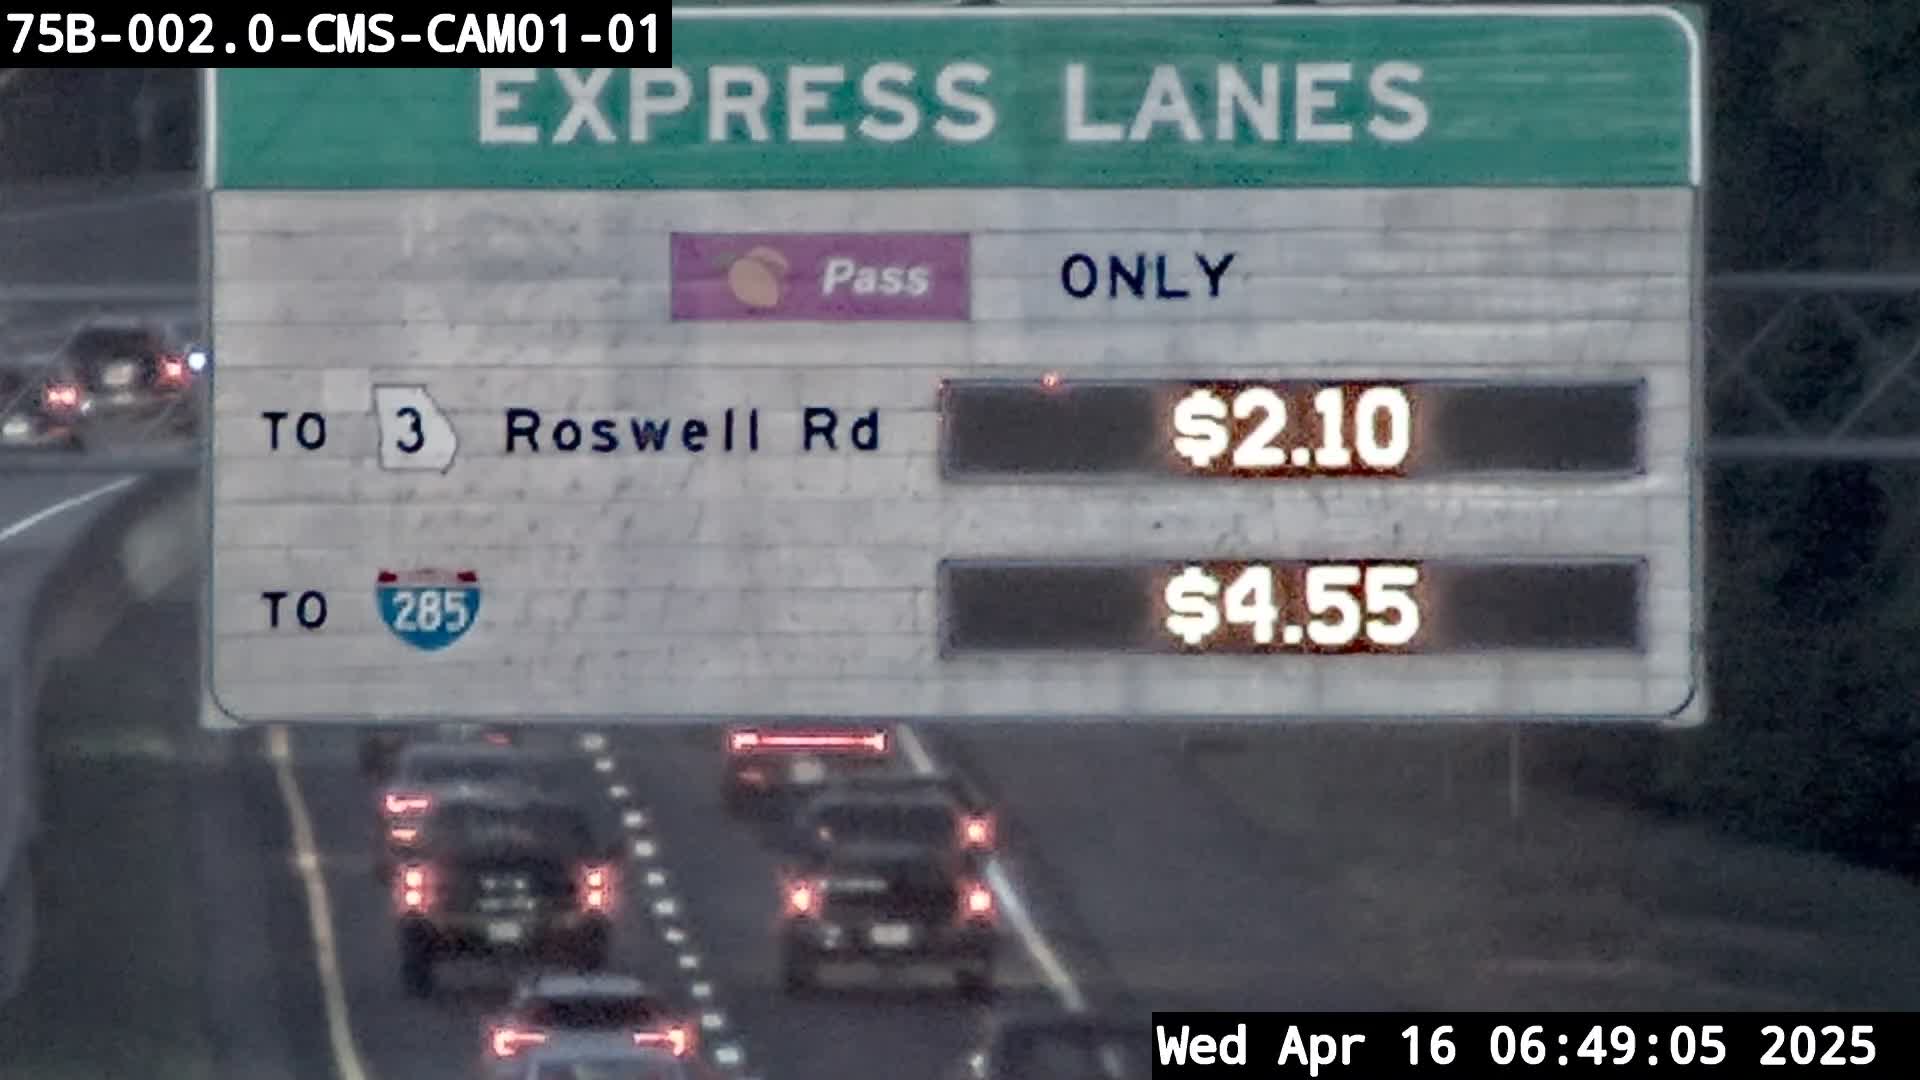 75B-002.0-CMS-CAM01-01
EXPRESS LANES
Pass ONLY
TO 3 Roswell Rd $2.10
TO 285 $4.55
Wed Apr 16 06:49:05 2025